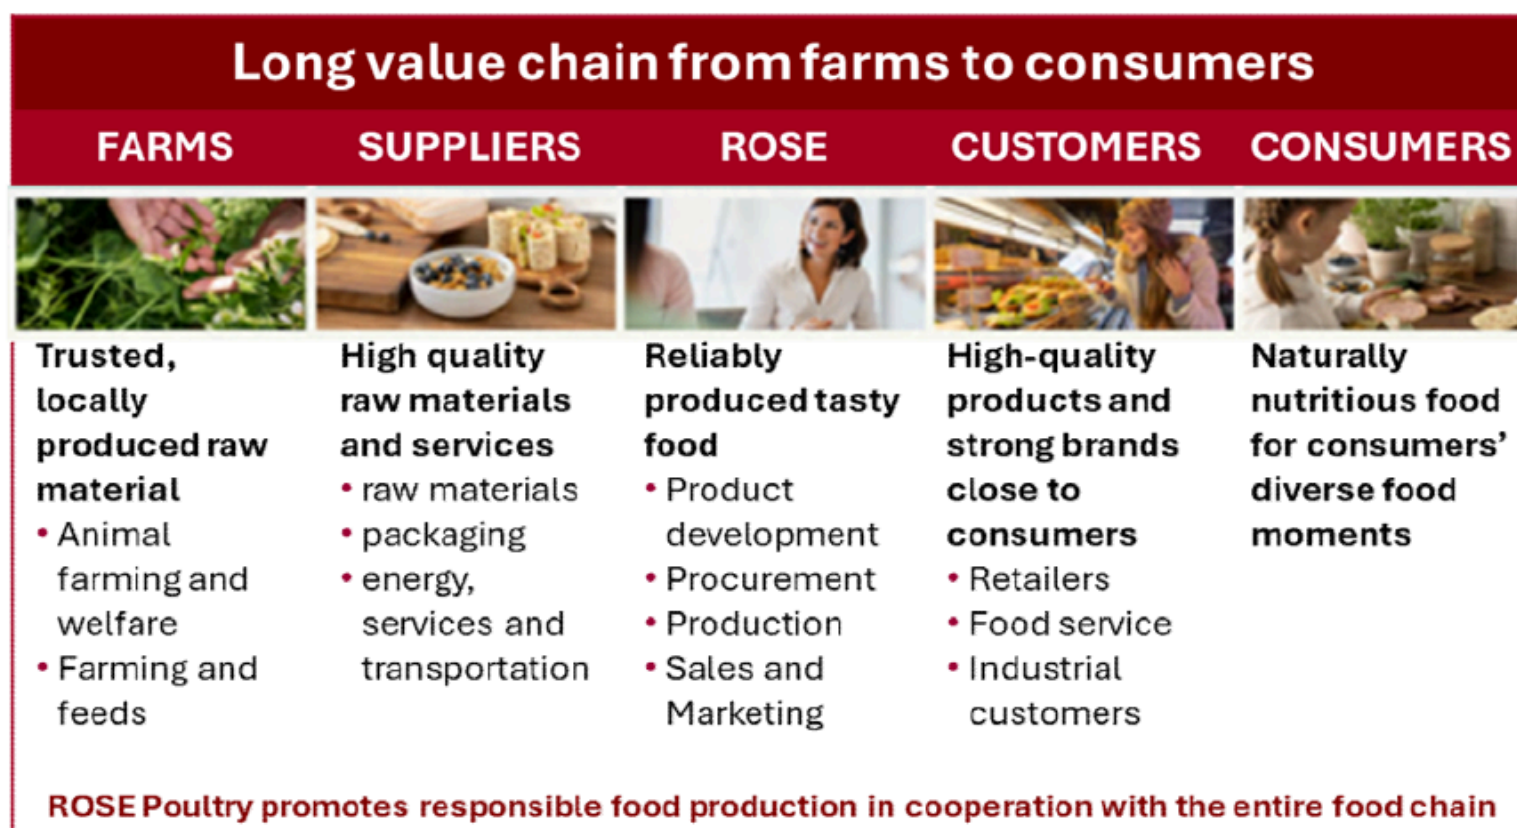 Long value chain from farms to consumers
FARMS
SUPPLIERS
ROSE
CUSTOMERS
CONSUMERS
Trusted,
locally
produced raw
material
• Animal
farming and
welfare
• Farming and
feeds
High quality
raw materials
and services
• raw materials
• packaging
• energy,
services and
transportation
Reliably
produced tasty
food
• Product
development
• Procurement
• Production
• Sales and
Marketing
High-quality
products and
strong brands
close to
consumers
• Retailers
• Food service
• Industrial
customers
Naturally
nutritious food
for consumers’
diverse food
moments
ROSE Poultry promotes responsible food production in cooperation with the entire food chain